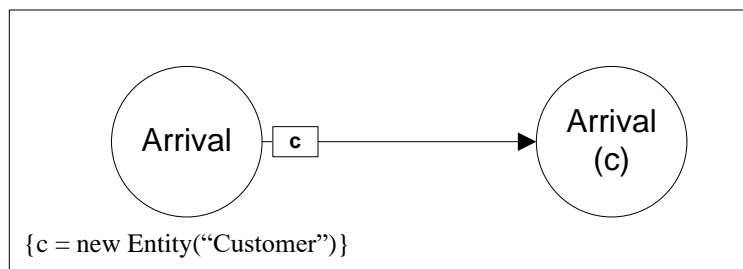 Arrival
c
Arrival
(c)
{c = new Entity(“Customer”)}